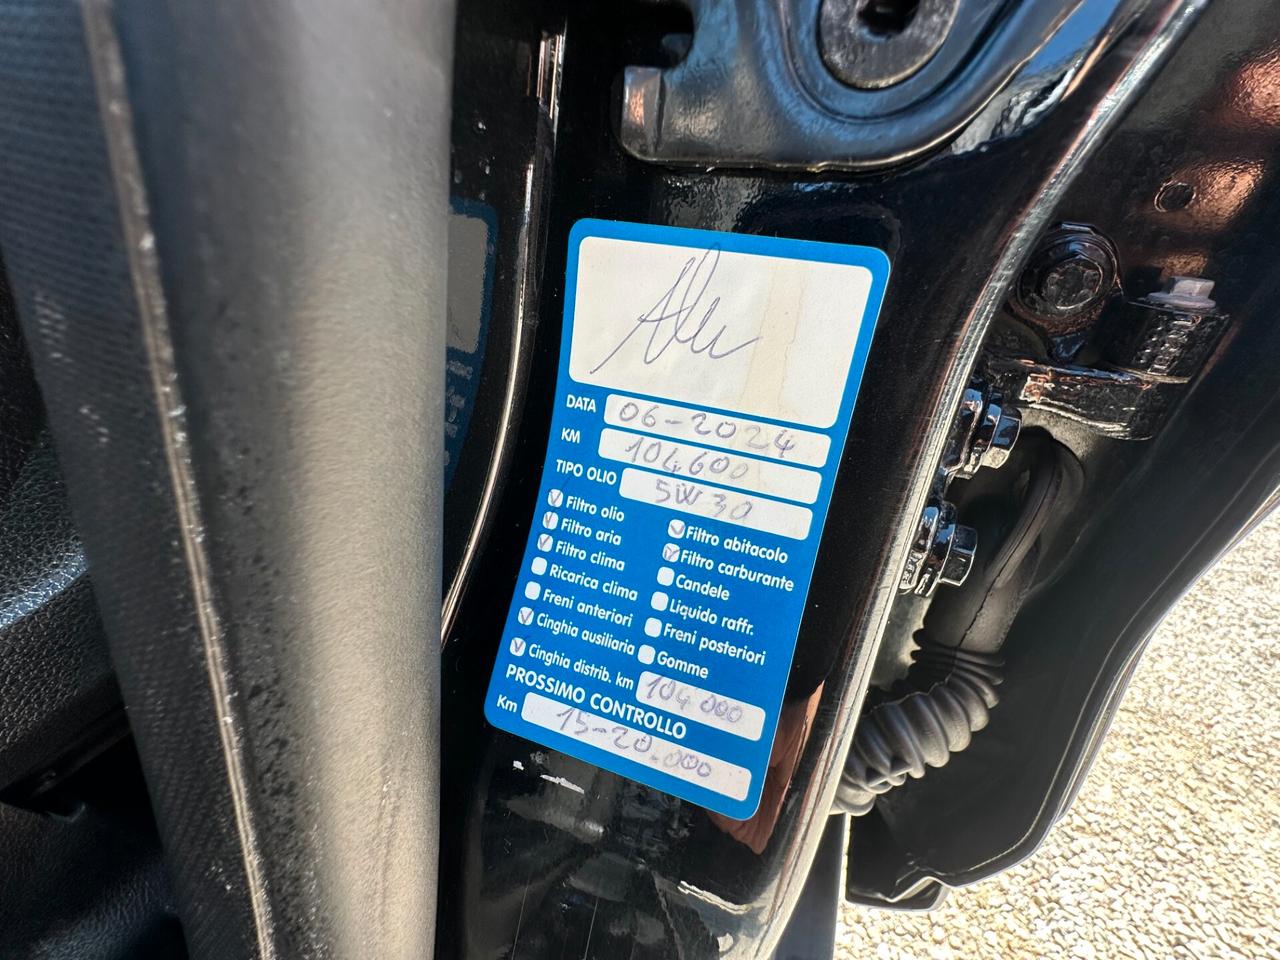 DATA 06-2024
KM 104600
TIPO OLIO 5W30
Filtro olio
Filtro aria
Filtro clima
Ricarica clima
Freni anteriori
Cinghia ausiliaria
Cinghia distrib. km 104 000
Filtro abitacolo
Filtro carburante
Candele
Liquido raffr.
Freni posteriori
Gomme
PROSSIMO CONTROLLO
Km 15-20.000